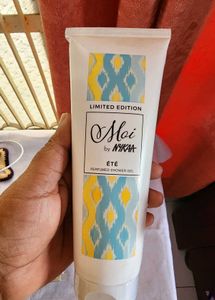 LIMITED EDITION
Moi
by NYKAA
ÉTÉ
PERFUMED SHOWER GEL